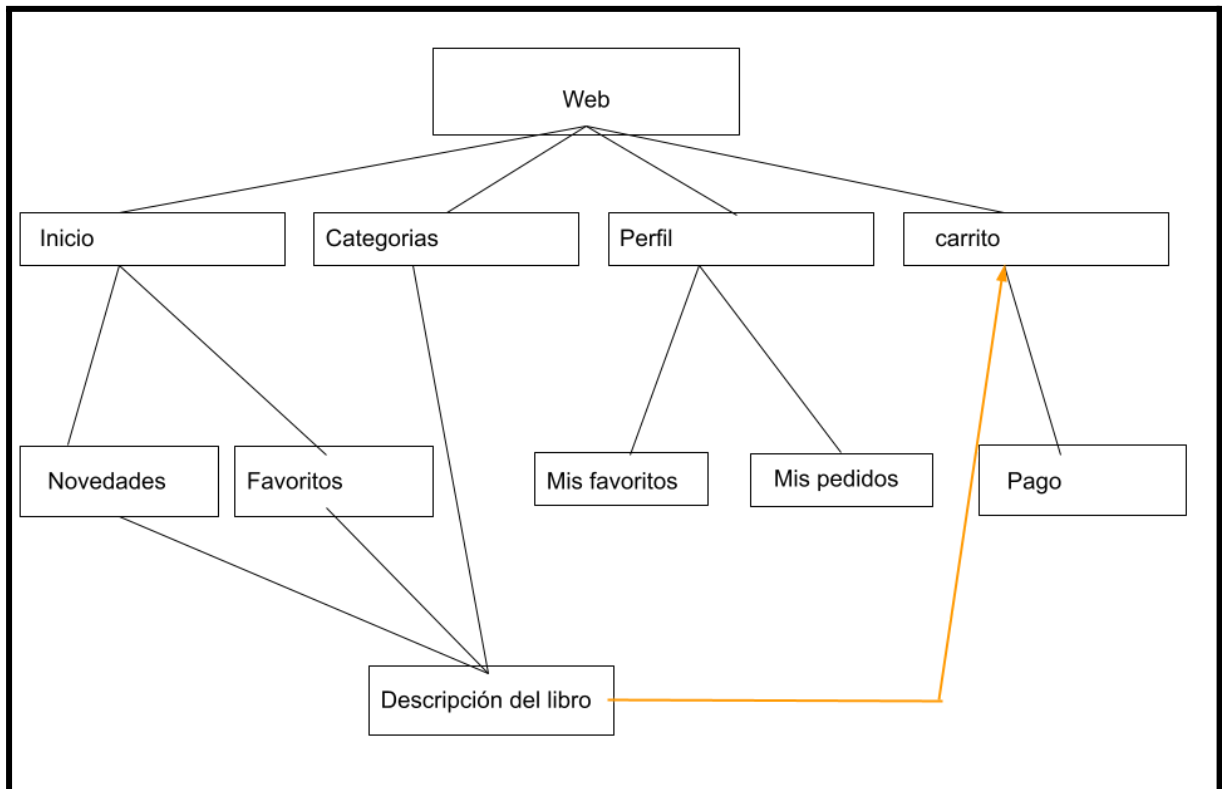 Web
Inicio
Categorias
Perfil
carrito
Novedades
Favoritos
Mis favoritos
Mis pedidos
Pago
Descripción del libro